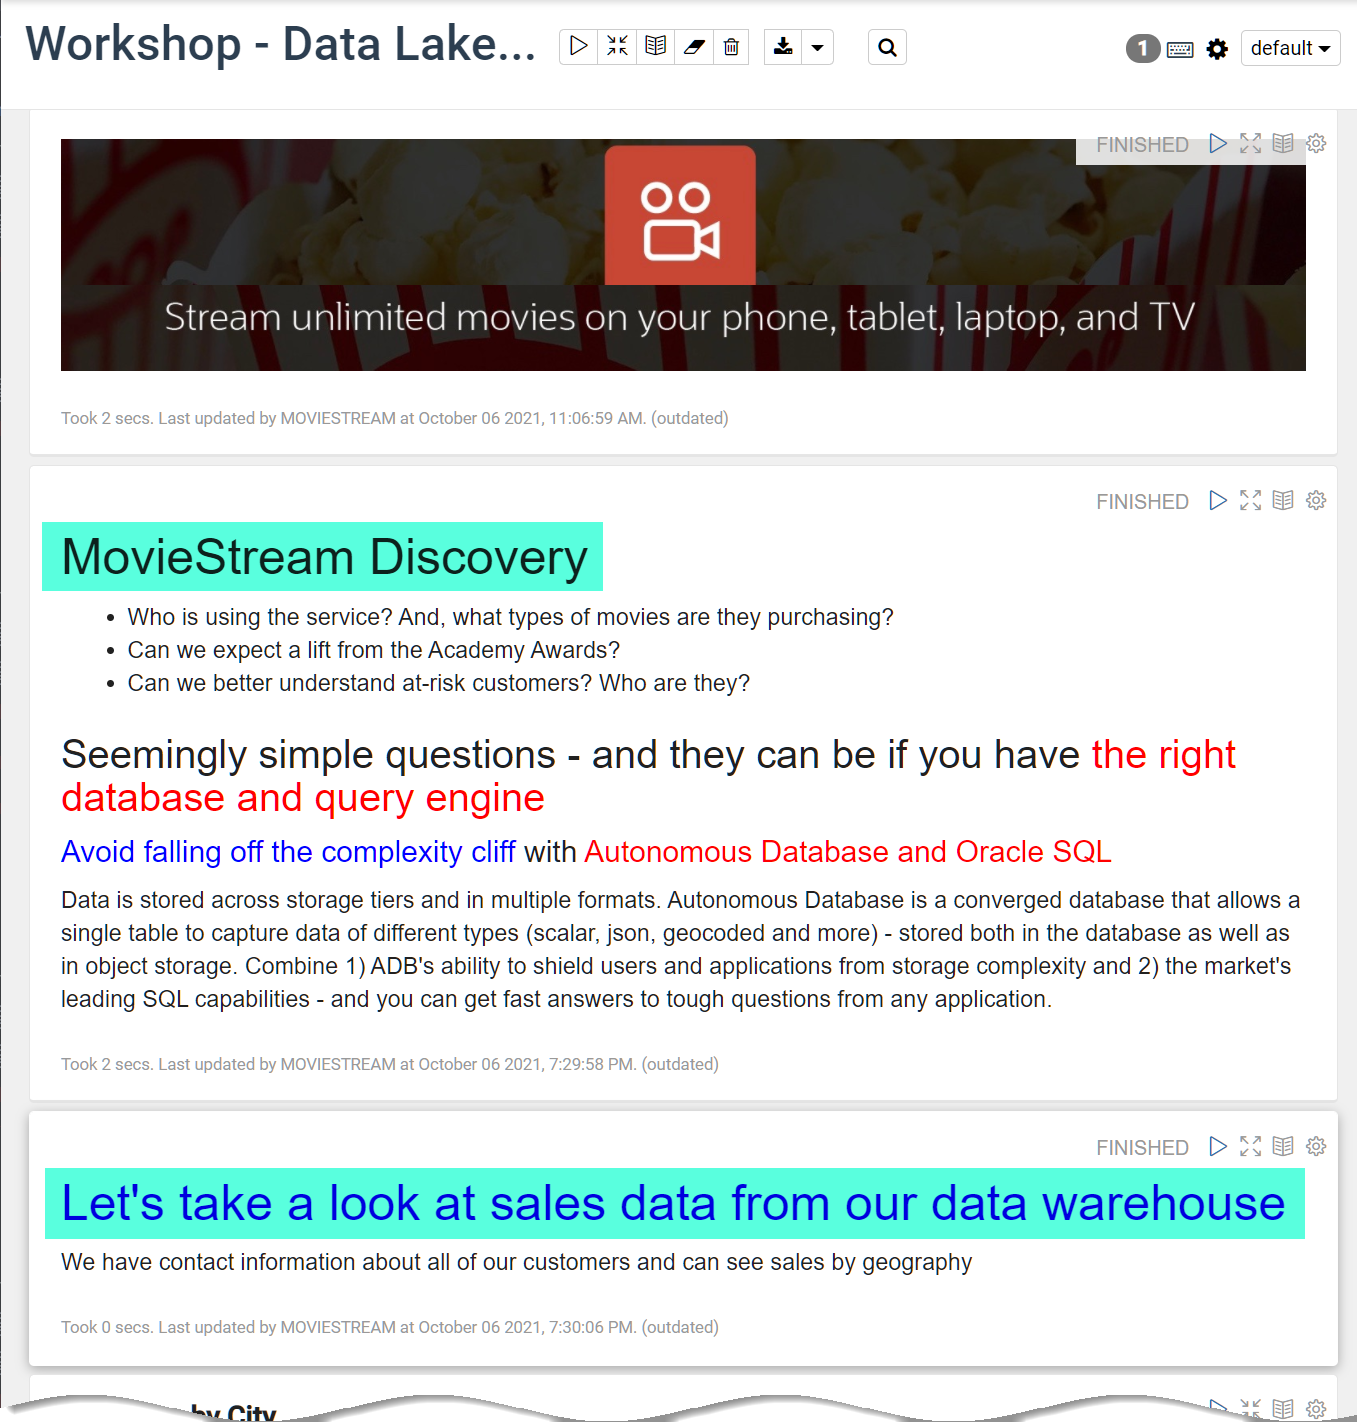 Workshop - Data Lake...
1
default
FINISHED
Stream unlimited movies on your phone, tablet, laptop, and TV
Took 2 secs. Last updated by MOVIESTREAM at October 06 2021, 11:06:59 AM. (outdated)
FINISHED
MovieStream Discovery
• Who is using the service? And, what types of movies are they purchasing?
• Can we expect a lift from the Academy Awards?
• Can we better understand at-risk customers? Who are they?
Seemingly simple questions - and they can be if you have the right
database and query engine
Avoid falling off the complexity cliff with Autonomous Database and Oracle SQL
Data is stored across storage tiers and in multiple formats. Autonomous Database is a converged database that allows a
single table to capture data of different types (scalar, json, geocoded and more) - stored both in the database as well as
in object storage. Combine 1) ADB's ability to shield users and applications from storage complexity and 2) the market's
leading SQL capabilities - and you can get fast answers to tough questions from any application.
Took 2 secs. Last updated by MOVIESTREAM at October 06 2021, 7:29:58 PM. (outdated)
FINISHED
Let's take a look at sales data from our data warehouse
We have contact information about all of our customers and can see sales by geography
Took 0 secs. Last updated by MOVIESTREAM at October 06 2021, 7:30:06 PM. (outdated)
by City